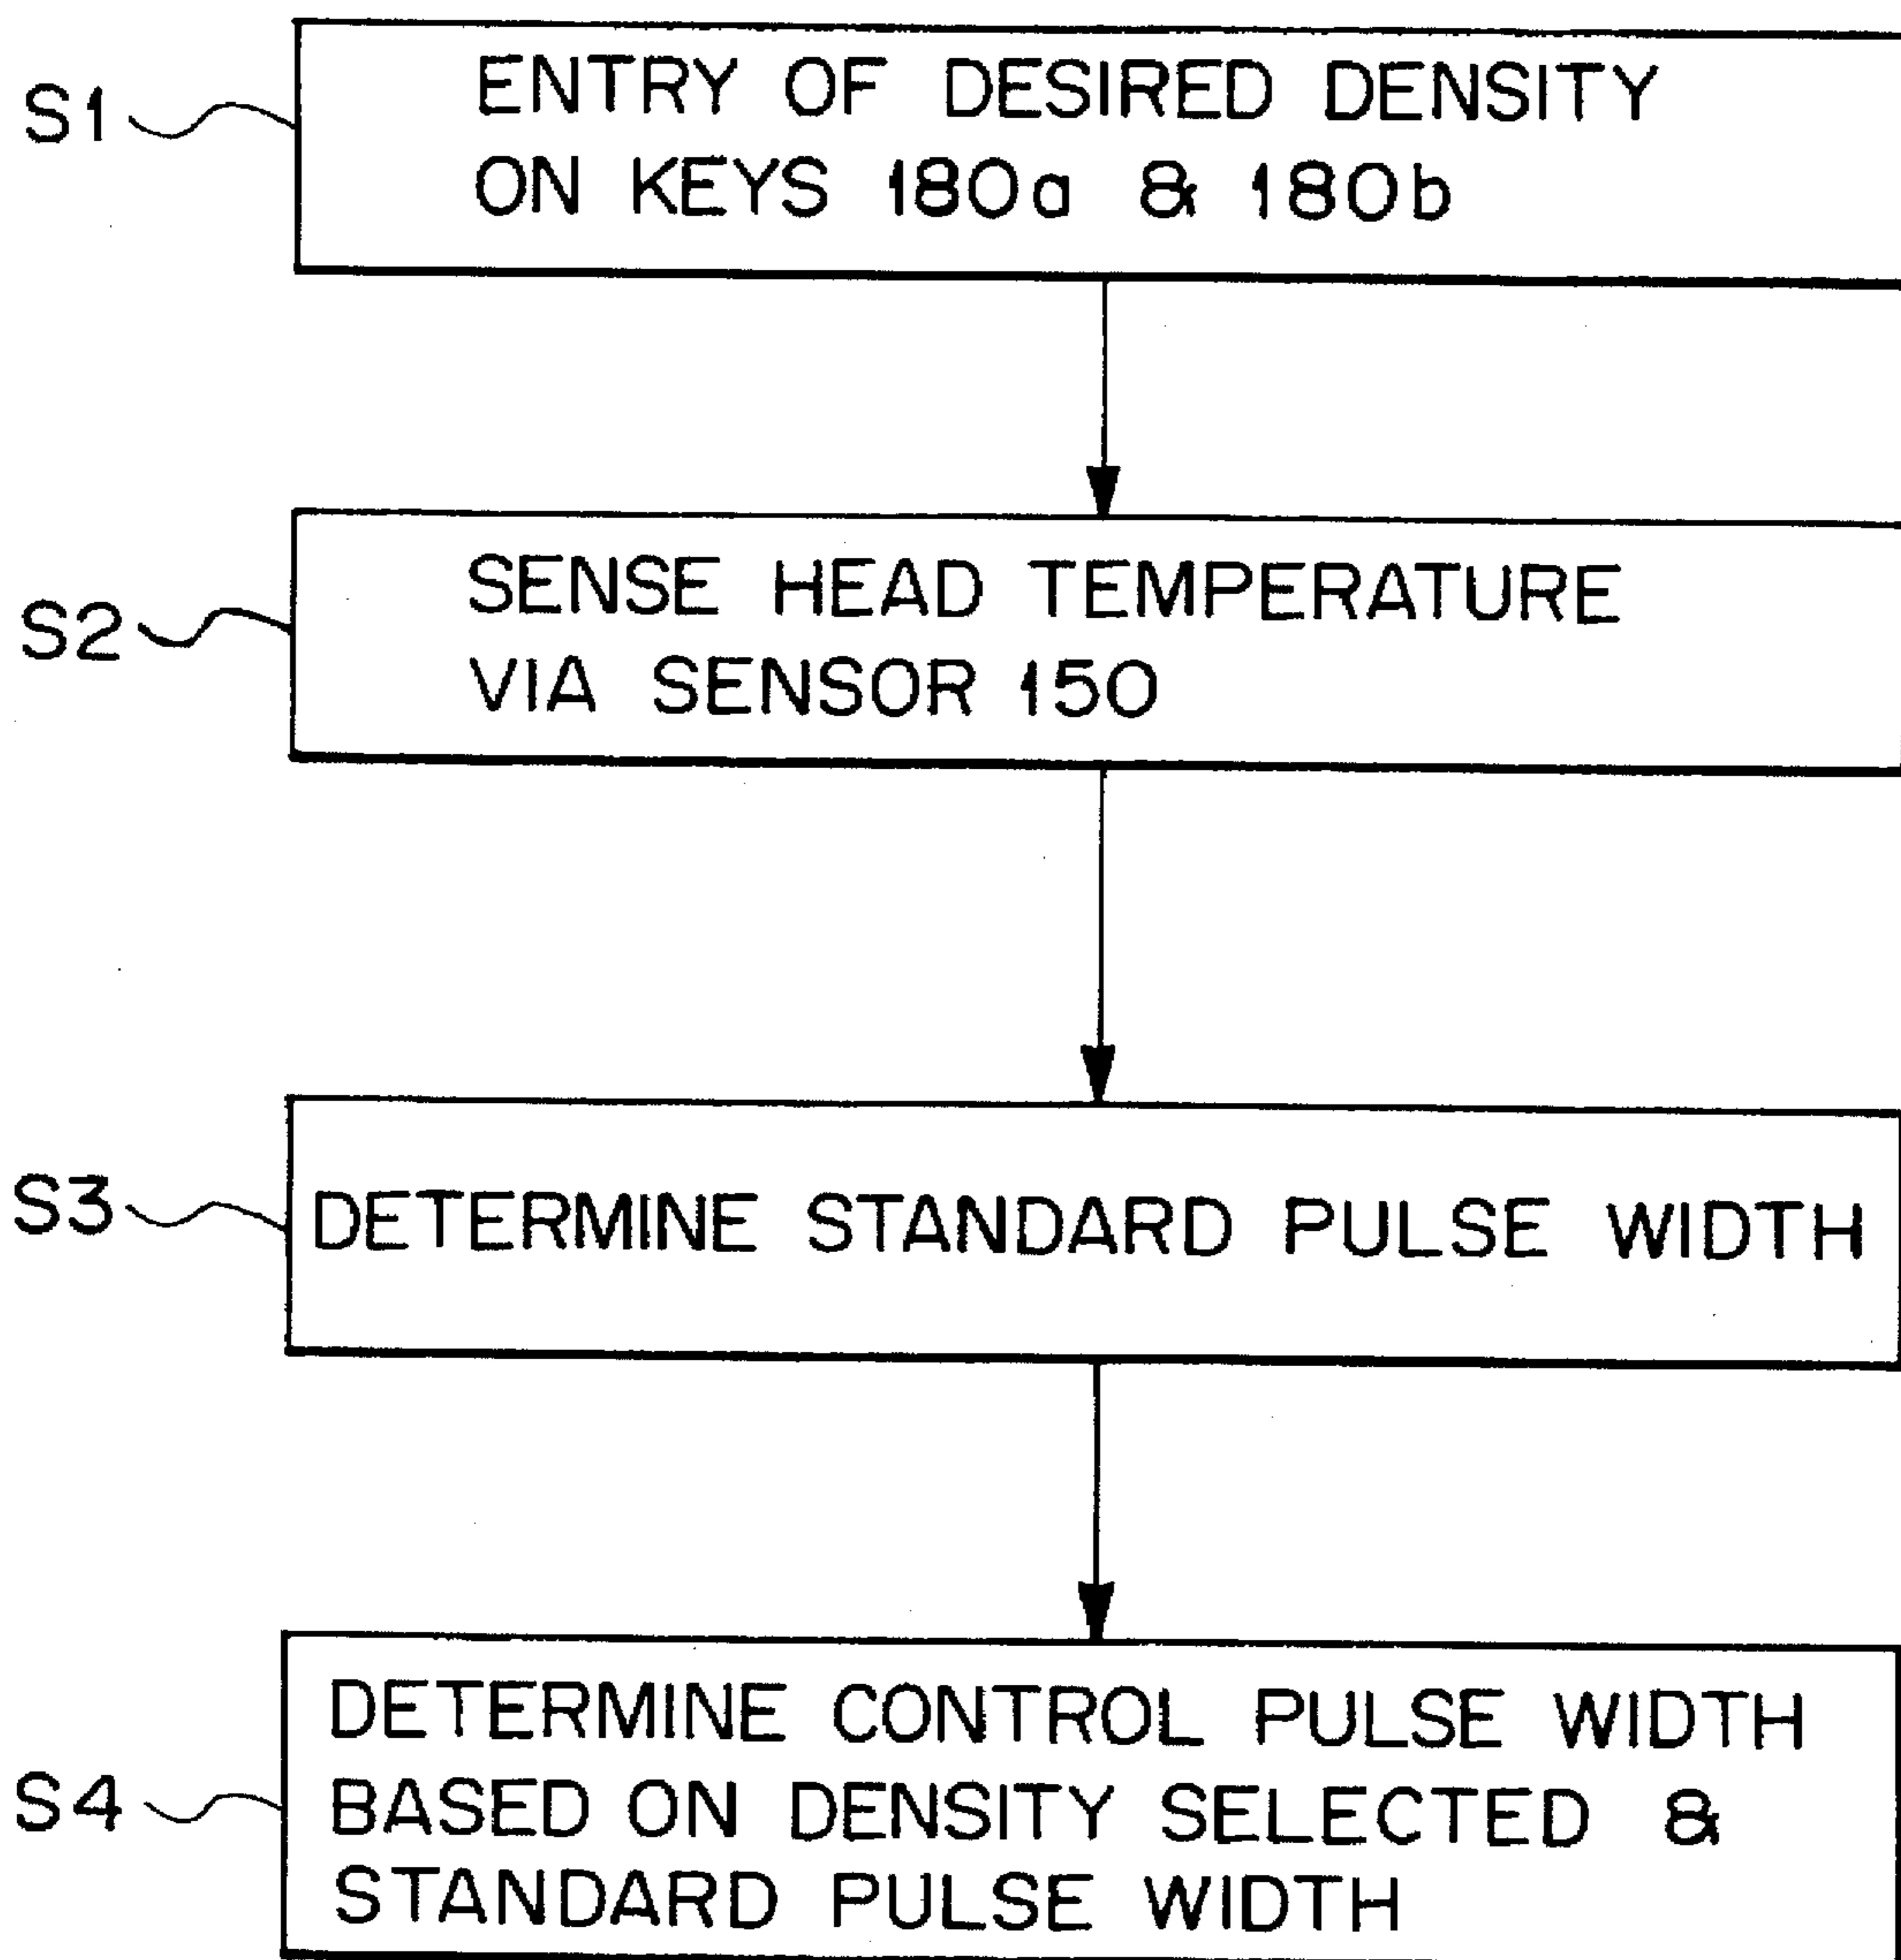 S1
ENTRY OF DESIRED DENSITY
ON KEYS 180a & 180b
S2
SENSE HEAD TEMPERATURE
VIA SENSOR 150
S3
DETERMINE STANDARD PULSE WIDTH
S4
DETERMINE CONTROL PULSE WIDTH
BASED ON DENSITY SELECTED &
STANDARD PULSE WIDTH